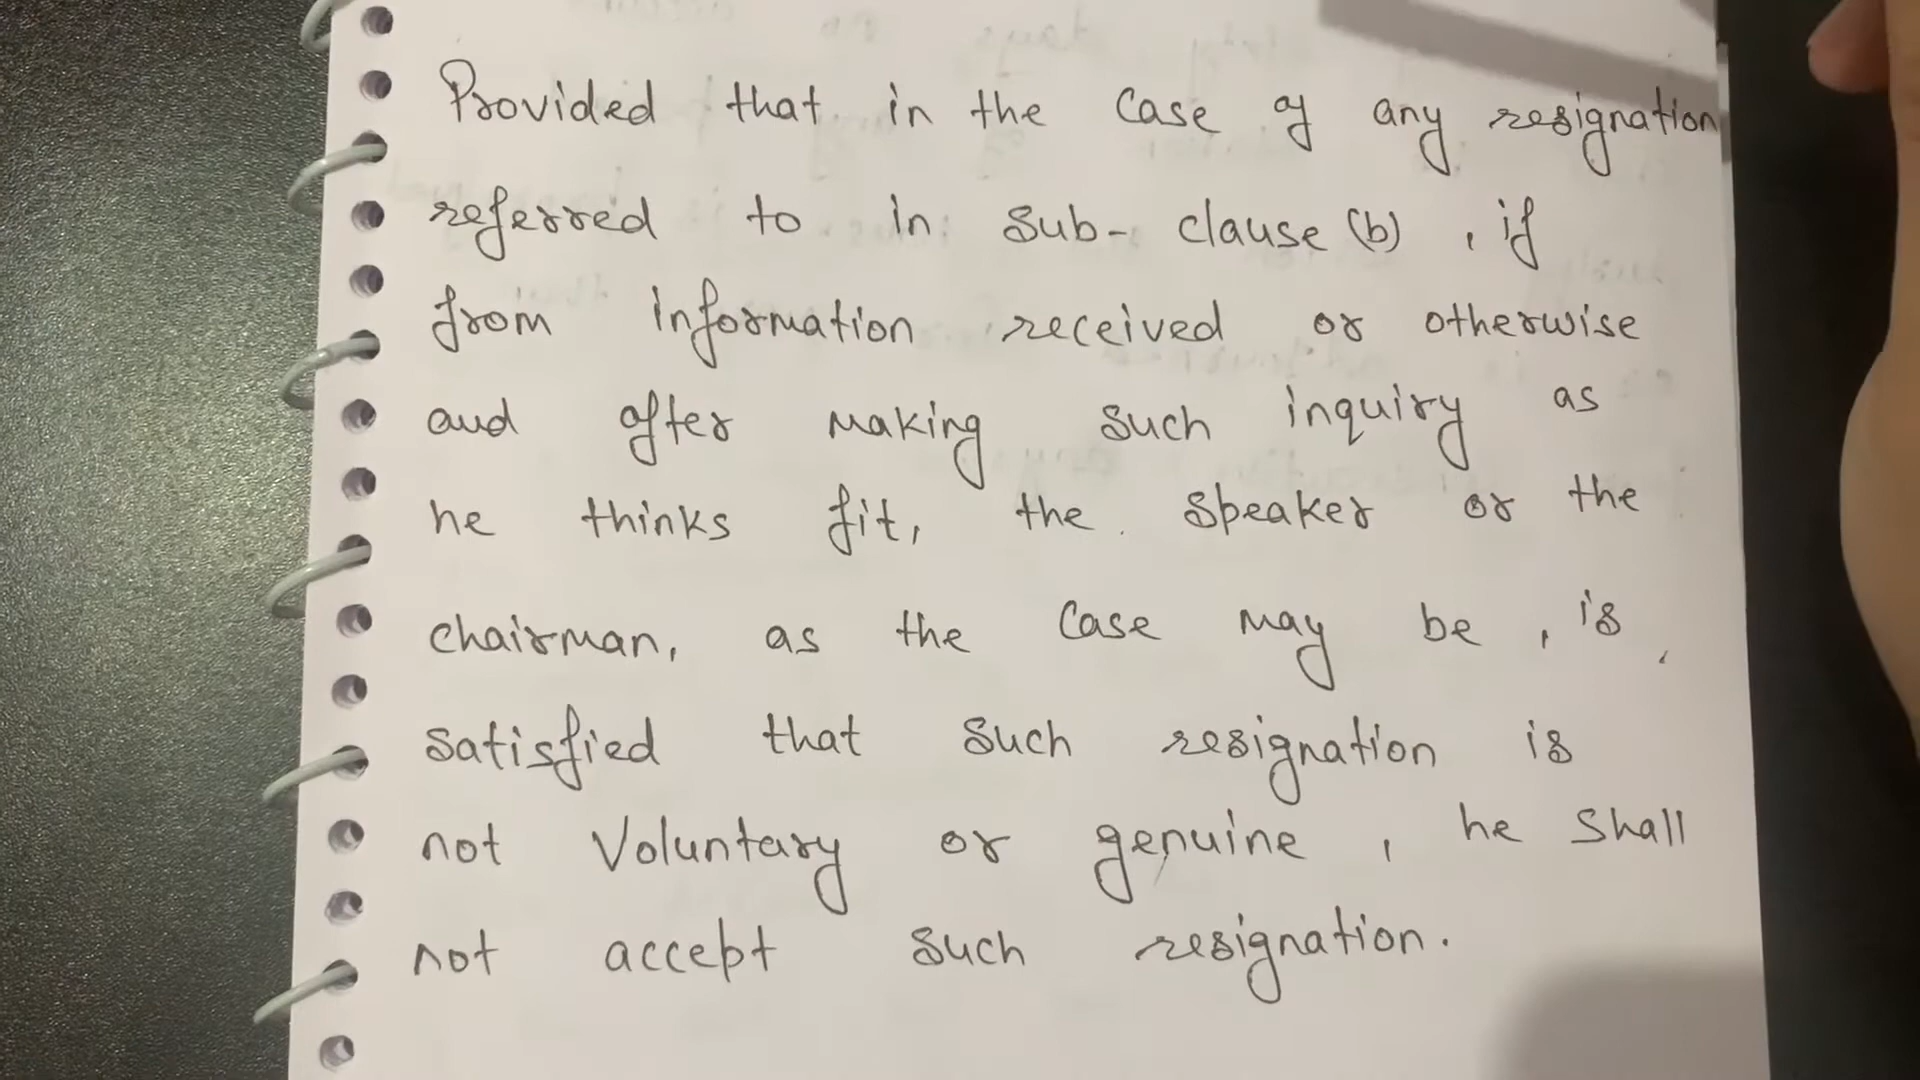 Provided that in the case of any resignation
referred to in sub- clause (b) , if
from information received or otherwise
and after making such inquiry as
he thinks fit, the speaker or the
chairman, as the case may be , is
satisfied that such resignation is
not voluntary or genuine , he shall
not accept such resignation.